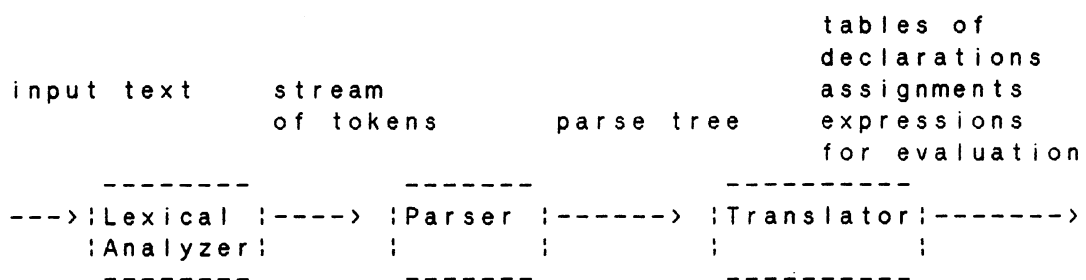 tables of
declarations
input text    stream    assignments
of tokens    parse tree    expressions
for evaluation
--------    -------    -----------
--->¦Lexical ¦----> ¦Parser ¦------> ¦Translator¦------->
¦Analyzer¦    ¦    ¦    ¦    ¦
--------    -------    -----------